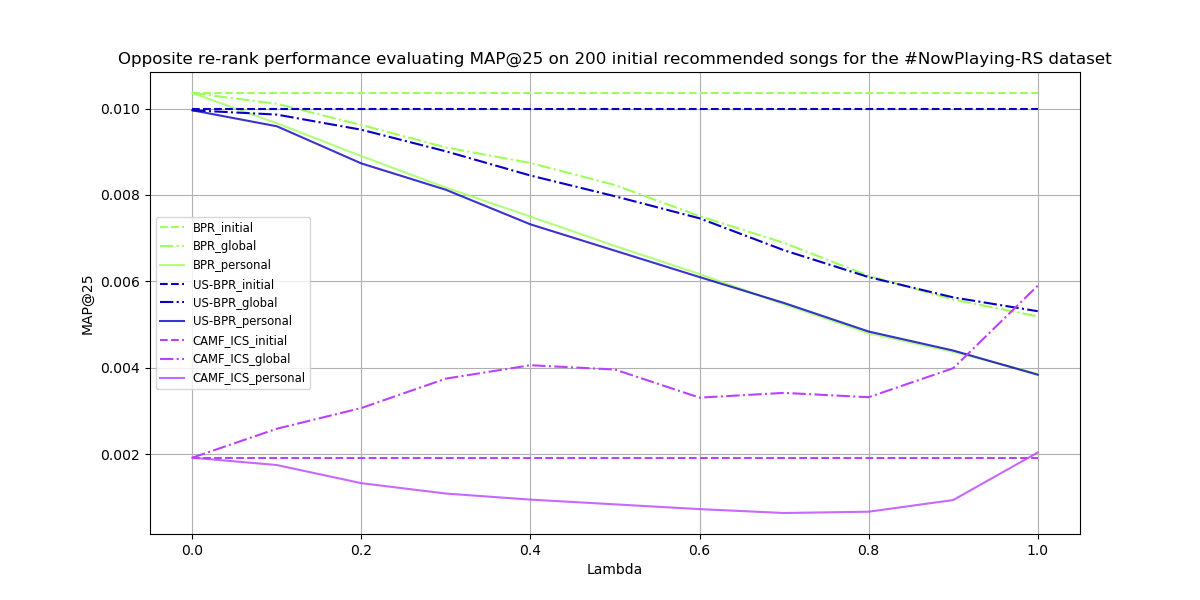 Opposite re-rank performance evaluating MAP@25 on 200 initial recommended songs for the #NowPlaying-RS dataset
0.010
0.008
0.006
0.004
0.002
MAP@25
BPR_initial
BPR_global
BPR_personal
US-BPR_initial
US-BPR_global
US-BPR_personal
CAMF_ICS_initial
CAMF_ICS_global
CAMF_ICS_personal
0.0 0.2 0.4 0.6 0.8 1.0
Lambda